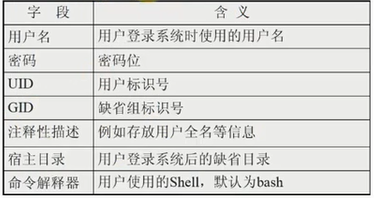 字 段 含 义
用户名 用户登录系统时使用的用户名
密码 密码位
UID 用户标识号
GID 缺省组标识号
注释性描述 例如存放用户全名等信息
宿主目录 用户登录系统后的缺省目录
命令解释器 用户使用的Shell，默认为bash